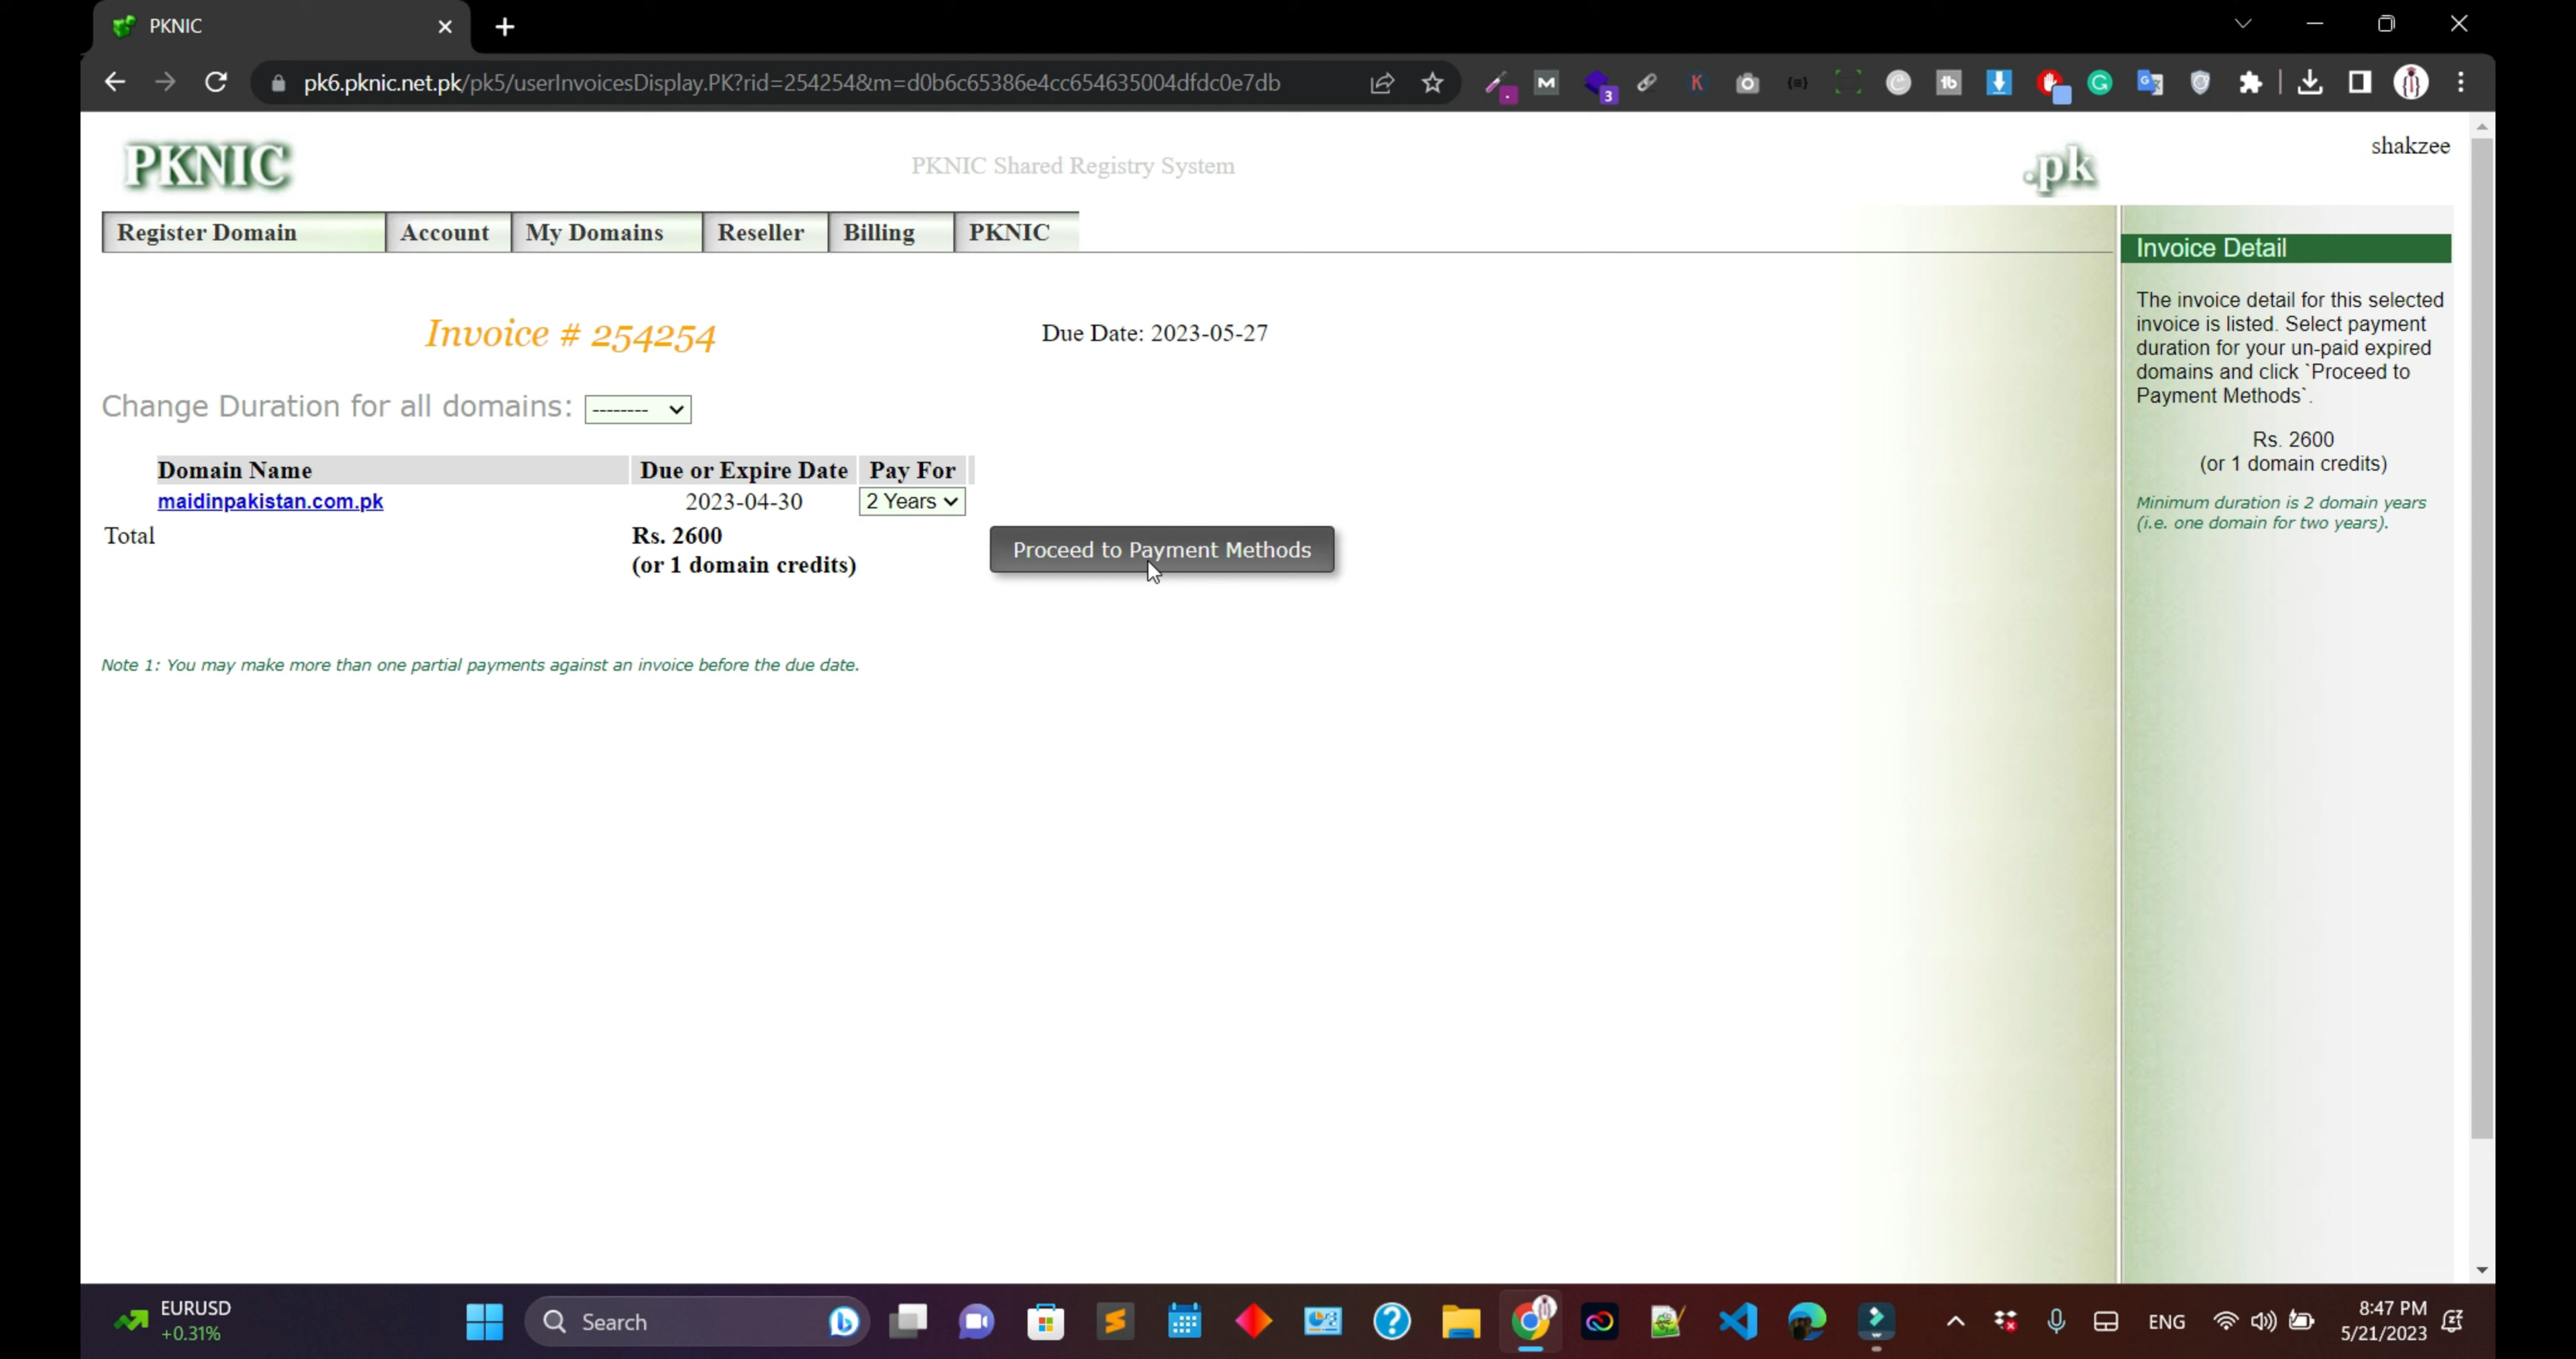 PKNIC
pk6.pknic.net.pk/pk5/userInvoicesDisplay.PK?rid=254254&m=d0b6c65386e4cc654635004dfdc0e7db
3
PKNIC
PKNIC Shared Registry System
.pk
shakzee
Register Domain
Account
My Domains
Reseller
Billing
PKNIC
Invoice # 254254
Due Date: 2023-05-27
Change Duration for all domains:
--------
Domain Name
Due or Expire Date
Pay For
maidinpakistan.com.pk
2023-04-30
2 Years
Total
Rs. 2600
(or 1 domain credits)
Proceed to Payment Methods
Note 1: You may make more than one partial payments against an invoice before the due date.
Invoice Detail
The invoice detail for this selected
invoice is listed. Select payment
duration for your un-paid expired
domains and click `Proceed to
Payment Methods`.
Rs. 2600
(or 1 domain credits)
Minimum duration is 2 domain years
(i.e. one domain for two years).
EURUSD
+0.31%
Search
ENG
8:47 PM
5/21/2023